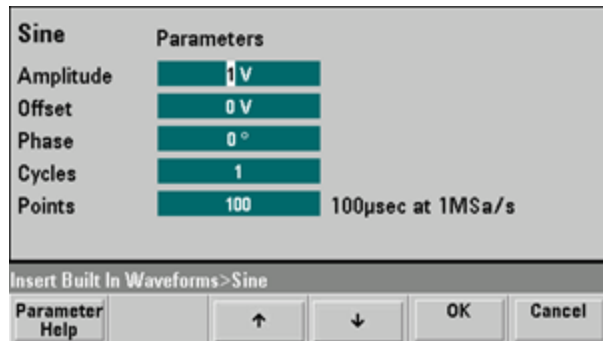 Sine Parameters
Amplitude 1 V
Offset 0 V
Phase 0 °
Cycles 1
Points 100 100µsec at 1MSa/s
Insert Built In Waveforms>Sine
Parameter Help ↑ ↓ OK Cancel